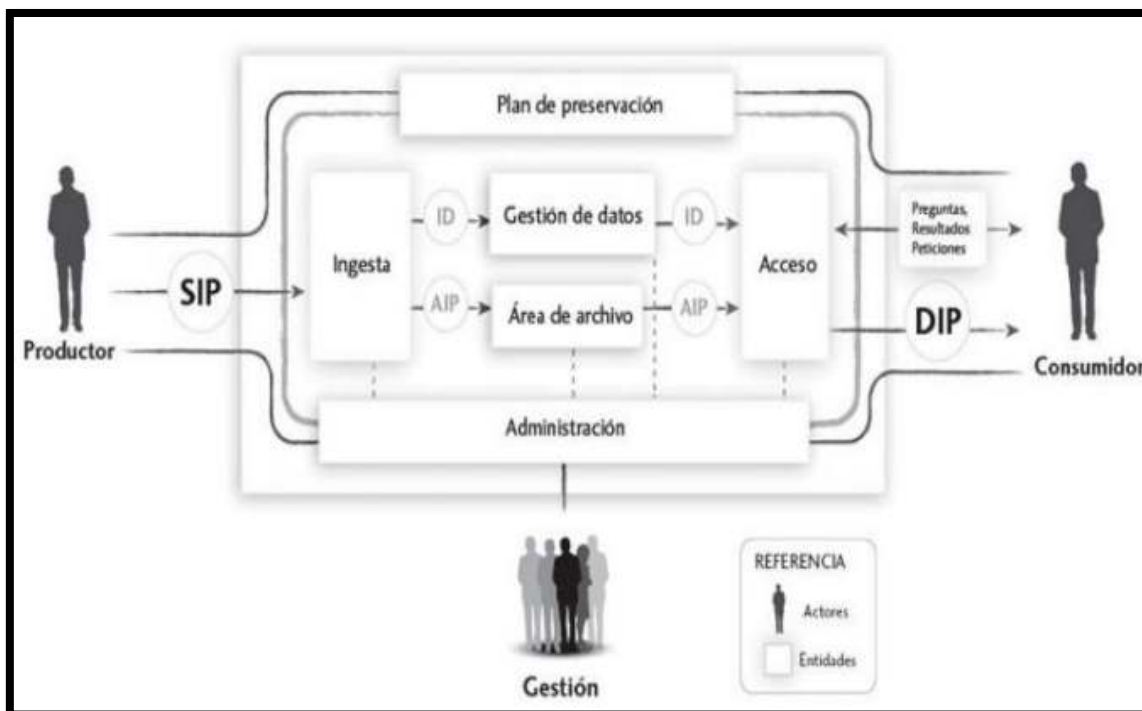 Plan de preservación
Productor
SIP
Ingesta
ID
Gestión de datos
ID
AIP
Área de archivo
AIP
Acceso
Preguntas,
Resultados
Peticiones
DIP
Consumidor
Administración
Gestión
REFERENCIA
Actores
Entidades